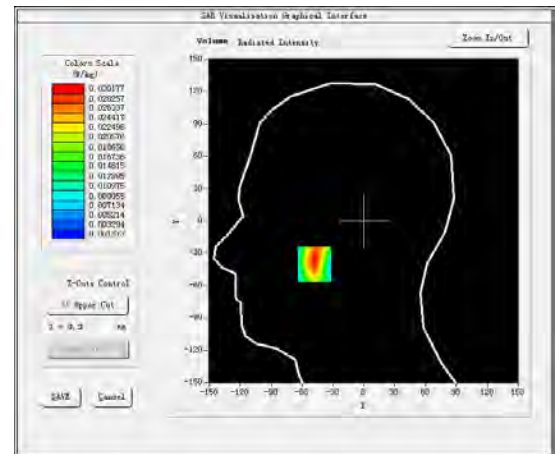 SAR Visualisation Graphical Interface
Volume Radiated Intensity
Zoom In/Out
Colors Scale
(W/kg)
0.030177
0.028257
0.026337
0.024417
0.022496
0.020576
0.018656
0.016736
0.014815
0.012895
0.010975
0.009055
0.007134
0.005214
0.003294
Z-Cuts Control
Upper Cut
SAVE
Cancel
150
120
90
60
30
0
-30
-60
-90
-120
-150
Y
-150 -120 -90 -60 -30 0 30 60 90 120 150
X